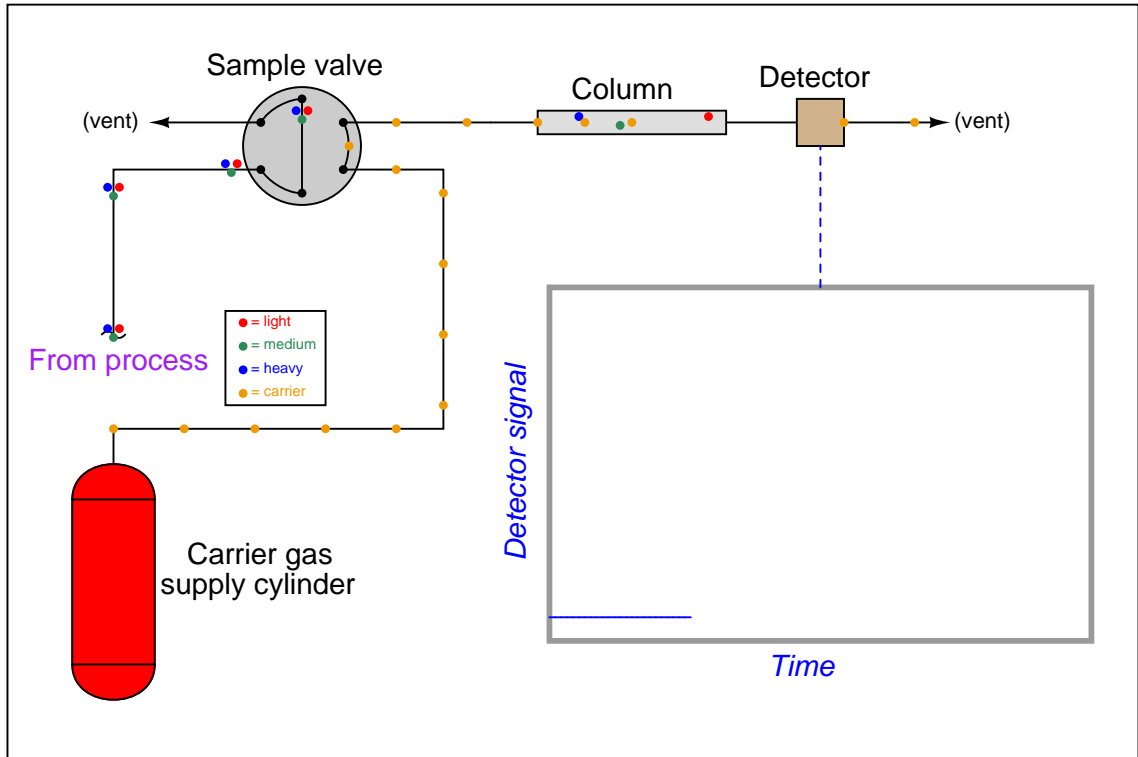 Sample valve
Column
Detector
(vent)
(vent)
= light
= medium
= heavy
= carrier
From process
Detector signal
Carrier gas
supply cylinder
Time